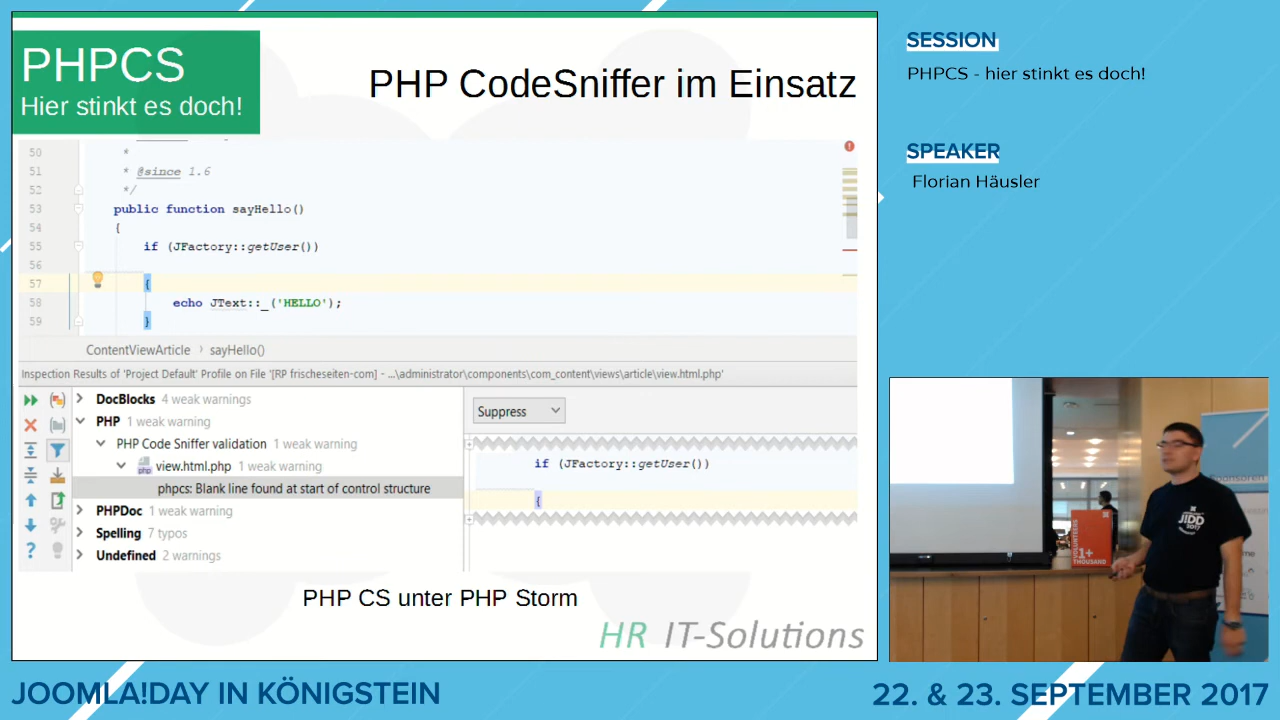 PHPCS
Hier stinkt es doch!
PHP CodeSniffer im Einsatz
50 *
51 * @since 1.6
52 */
53 public function sayHello()
54 {
55 if (JFactory::getUser())
56
57 {
58 echo JText::_('HELLO');
59 }
ContentViewArticle › sayHello()
Inspection Results of 'Project Default' Profile on File '[RP frischeseiten-com] - ...\administrator\components\com_content\views\article\view.html.php'
DocBlocks 4 weak warnings
PHP 1 weak warning
PHP Code Sniffer validation 1 weak warning
view.html.php 1 weak warning
phpcs: Blank line found at start of control structure
PHPDoc 1 weak warning
Spelling 7 typos
Undefined 2 warnings
Suppress
if (JFactory::getUser())
{
PHP CS unter PHP Storm
HR IT-Solutions
SESSION
PHPCS - hier stinkt es doch!
SPEAKER
Florian Häusler
JDD
2017
VOLUNTEERS
1+
THOUSAND
Sponsoren
JOOMLA!DAY IN KÖNIGSTEIN
22. & 23. SEPTEMBER 2017